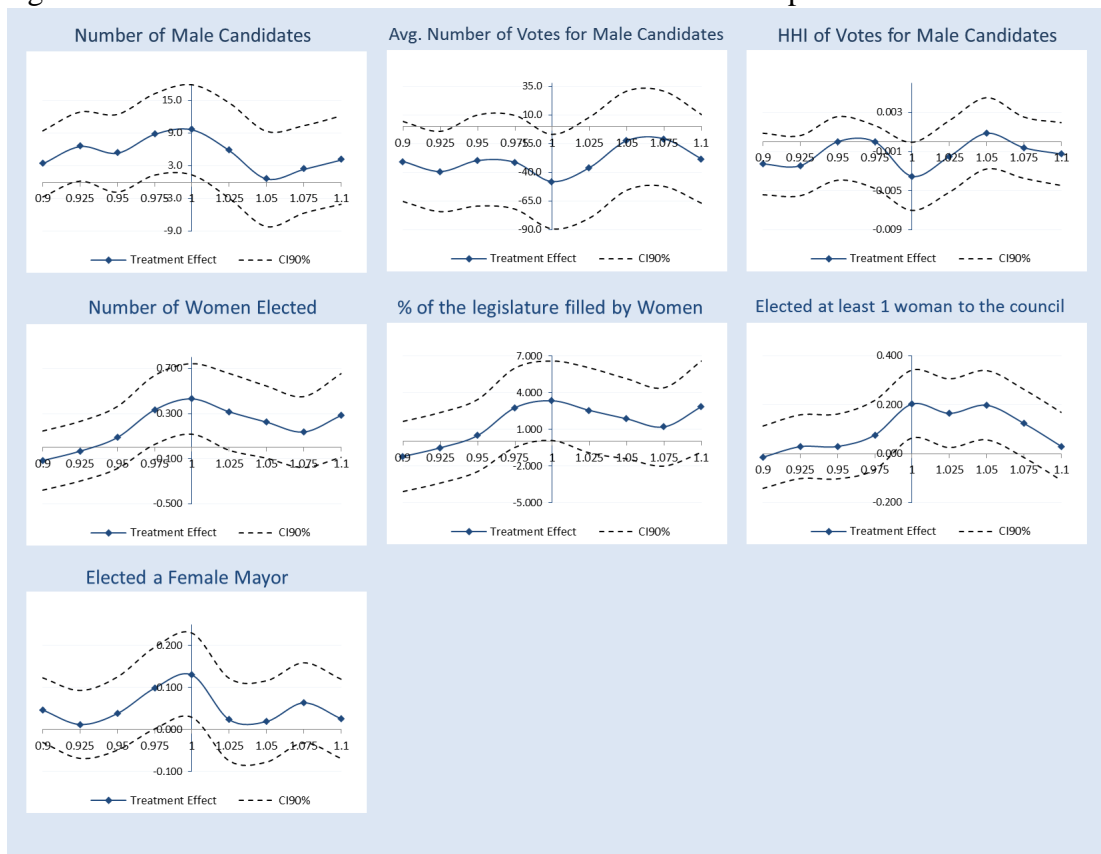 Number of Male Candidates
15.0
9.0
3.0
0.9 0.925 0.95 0.975 1 1.025 1.05 1.075 1.1
-3.0
-9.0
Treatment Effect CI90%
Avg. Number of Votes for Male Candidates
35.0
10.0
0.9 0.925 0.95 0.975 1 1.025 1.05 1.075 1.1
-15.0
-40.0
-65.0
-90.0
Treatment Effect CI90%
HHI of Votes for Male Candidates
0.003
-0.001
0.9 0.925 0.95 0.975 1 1.025 1.05 1.075 1.1
-0.005
-0.009
Treatment Effect CI90%
Number of Women Elected
0.700
0.300
-0.100
0.9 0.925 0.95 0.975 1 1.025 1.05 1.075 1.1
-0.500
Treatment Effect CI90%
% of the legislature filled by Women
7.000
4.000
1.000
0.9 0.925 0.95 0.975 1 1.025 1.05 1.075 1.1
-2.000
-5.000
Treatment Effect CI90%
Elected at least 1 woman to the council
0.400
0.200
0.000
0.9 0.925 0.95 0.975 1 1.025 1.05 1.075 1.1
-0.200
Treatment Effect CI90%
Elected a Female Mayor
0.200
0.100
0.000
0.9 0.925 0.95 0.975 1 1.025 1.05 1.075 1.1
-0.100
Treatment Effect CI90%